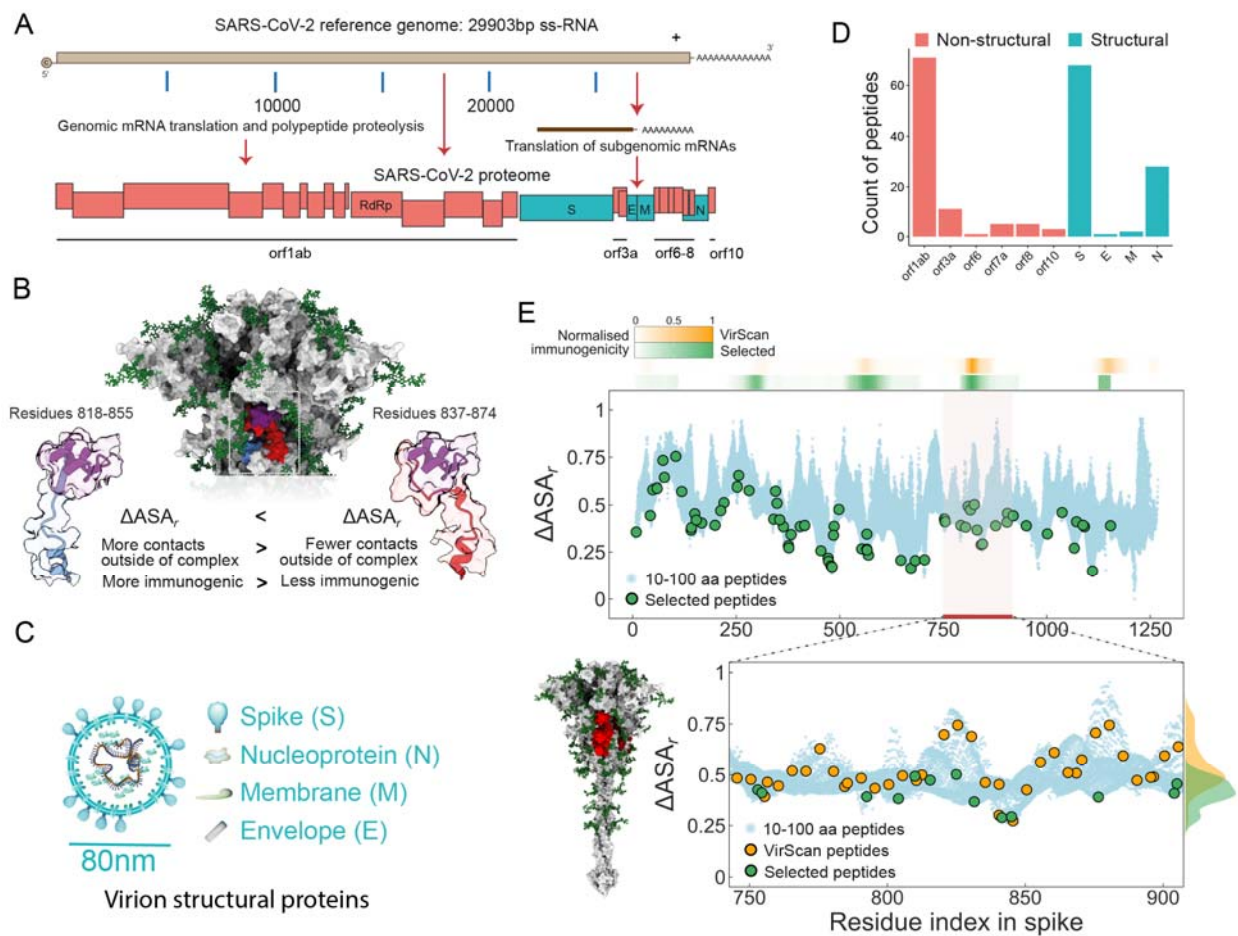 A
SARS-CoV-2 reference genome: 29903bp ss-RNA
+
3'
C
AAAAAAAAAAAAA
5'
10000
20000
Genomic mRNA translation and polypeptide proteolysis
AAAAAAAAA
Translation of subgenomic mRNAs
SARS-CoV-2 proteome
RdRp
S
E
M
N
orf1ab
orf3a
orf6-8
orf10
B
Residues 818-855
Residues 837-874
ΔASAr
<
ΔASAr
More contacts
outside of complex
>
Fewer contacts
outside of complex
More immunogenic
>
Less immunogenic
C
Spike (S)
Nucleoprotein (N)
Membrane (M)
Envelope (E)
80nm
Virion structural proteins
D
Non-structural
Structural
Count of peptides
60
40
20
0
orf1ab
orf3a
orf6
orf7a
orf8
orf10
S
E
M
N
E
0
0.5
1
Normalised
immunogenicity
VirScan
Selected
ΔASAr
1
0.75
0.5
0.25
0
10-100 aa peptides
Selected peptides
0
250
500
750
1000
1250
ΔASAr
1
0.75
0.5
0.25
0
10-100 aa peptides
VirScan peptides
Selected peptides
750
800
850
900
Residue index in spike